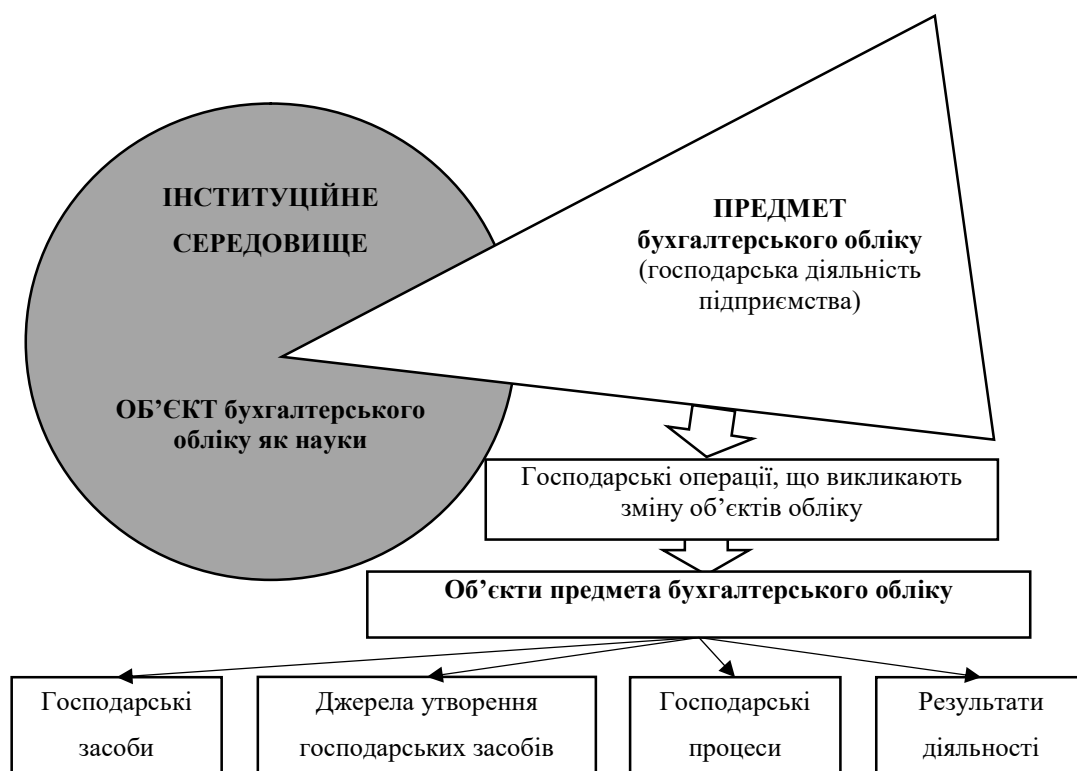 ІНСТИТУЦІЙНЕ
СЕРЕДОВИЩЕ
ПРЕДМЕТ
бухгалтерського обліку
(господарська діяльність
підприємства)
ОБ’ЄКТ бухгалтерського
обліку як науки
Господарські операції, що викликають
зміну об’єктів обліку
Об’єкти предмета бухгалтерського обліку
Господарські
засоби
Джерела утворення
господарських засобів
Господарські
процеси
Результати
діяльності